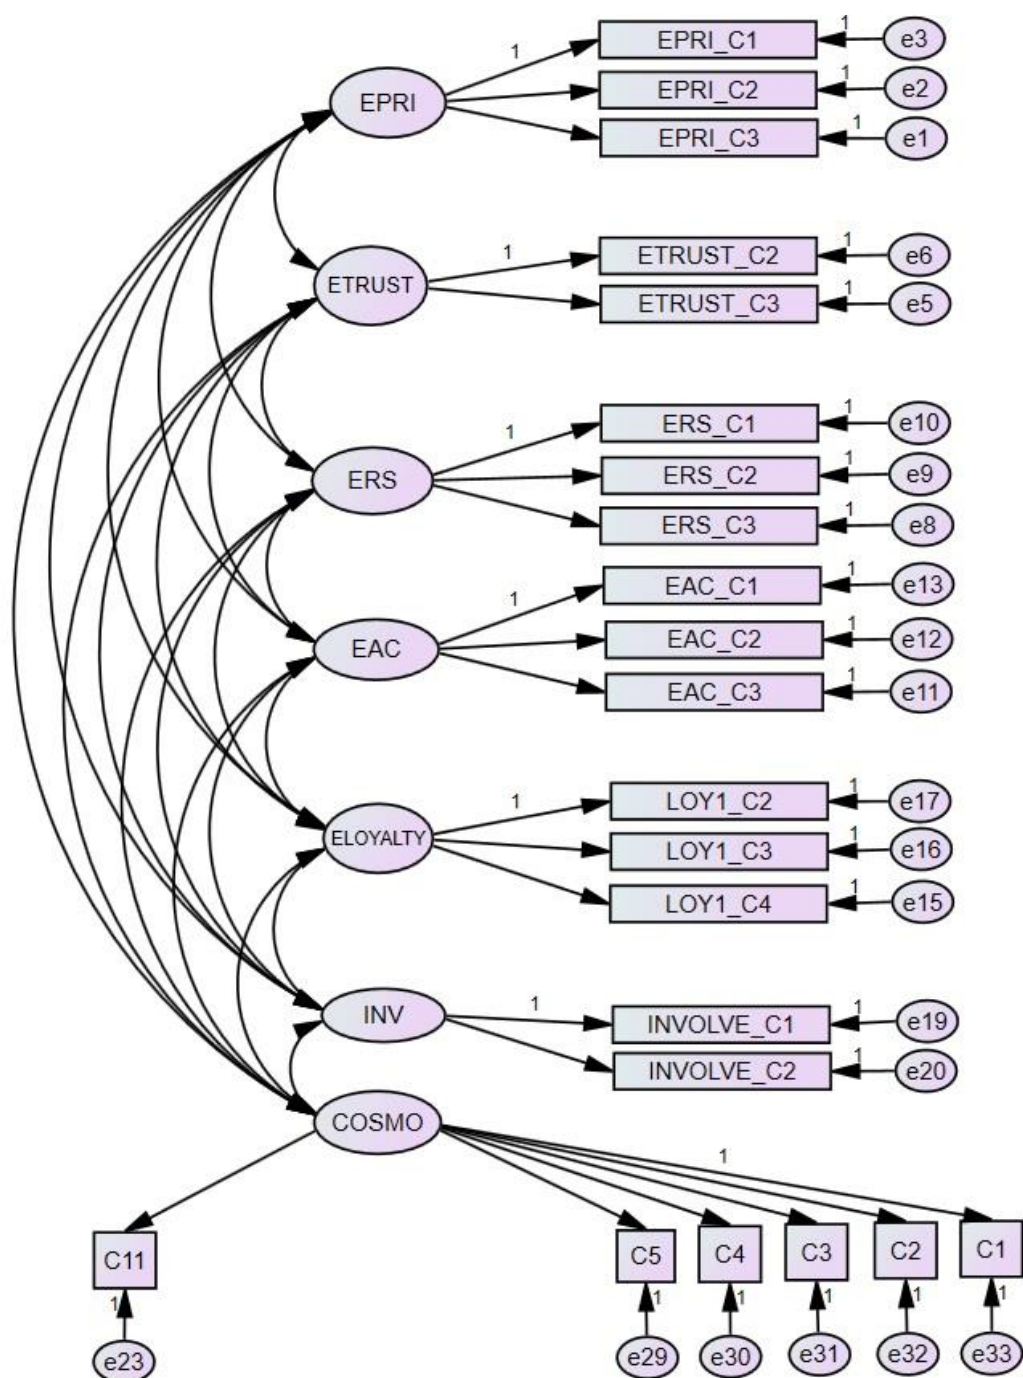 1 EPRI_C1 1 e3
EPRI EPRI_C2 1 e2
EPRI_C3 1 e1
1 ETRUST_C2 1 e6
ETRUST ETRUST_C3 1 e5
1 ERS_C1 1 e10
ERS ERS_C2 1 e9
ERS_C3 1 e8
1 EAC_C1 1 e13
EAC EAC_C2 1 e12
EAC_C3 1 e11
1 LOY1_C2 1 e17
ELOYALTY LOY1_C3 1 e16
LOY1_C4 1 e15
INV 1 INVOLVE_C1 1 e19
INVOLVE_C2 1 e20
COSMO
1
C11 C5 C4 C3 C2 C1
1 1 1 1 1 1
e23 e29 e30 e31 e32 e33